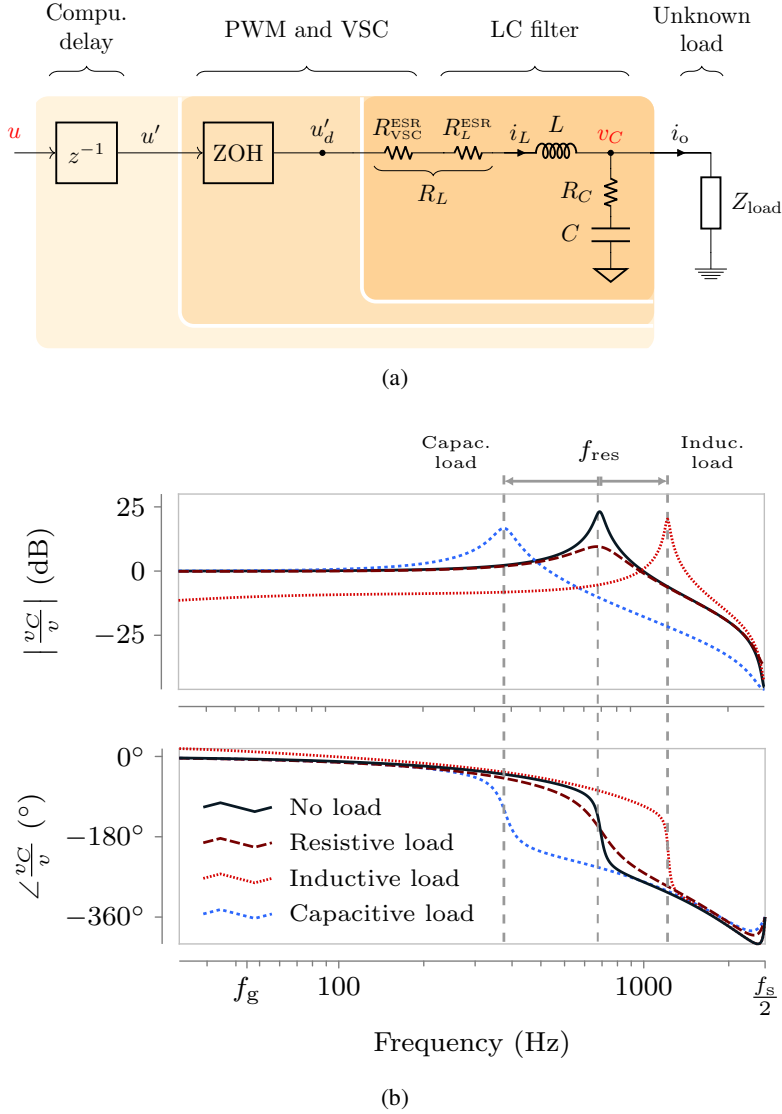 Compu. delay
PWM and VSC
LC filter
Unknown load
u
z⁻¹
u′
ZOH
u′_d
R_VSC^ESR
R_L^ESR
i_L
L
v_C
i_o
R_L
R_C
C
Z_load
(a)
Capac. load
f_res
Induc. load
|v_C/v| (dB)
25
0
−25
∠v_C/v (°)
0°
−180°
−360°
No load
Resistive load
Inductive load
Capacitive load
f_g
100
1000
f_s/2
Frequency (Hz)
(b)